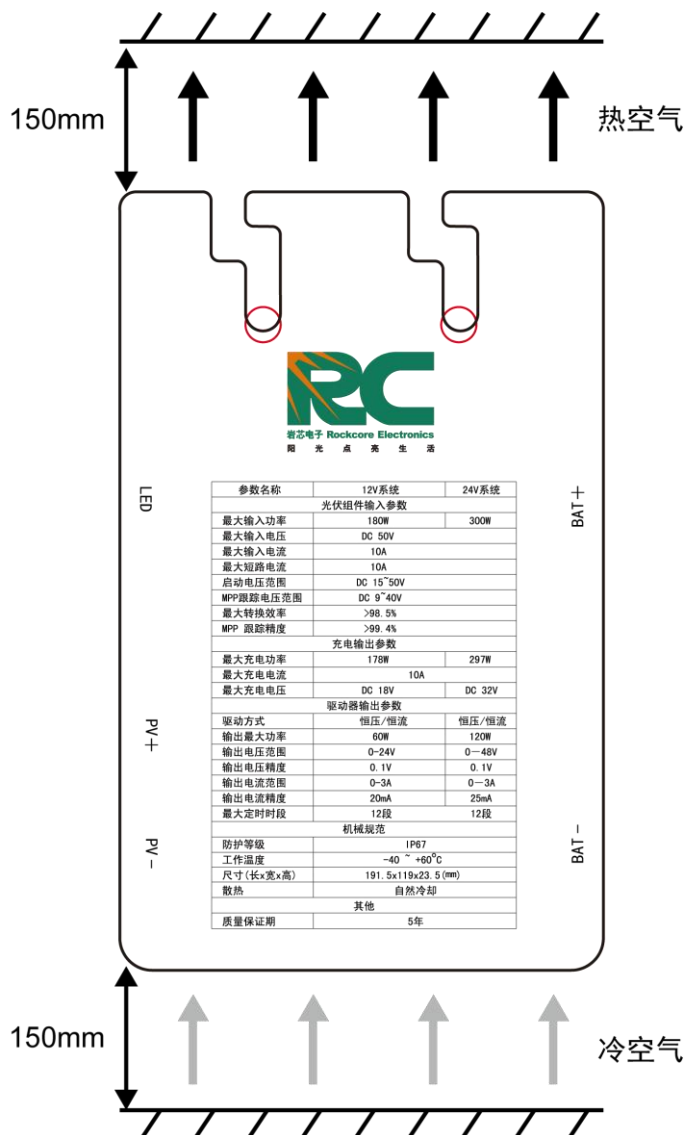 150mm
热空气
RC
岩芯电子 Rockcore Electronics
阳 光 点 亮 生 活
LED
BAT+
PV+
PV-
BAT-
参数名称 12V系统 24V系统
光伏组件输入参数
最大输入功率 180W 300W
最大输入电压 DC 50V
最大输入电流 10A
最大短路电流 10A
启动电压范围 DC 15~50V
MPP跟踪电压范围 DC 9~40V
最大转换效率 >98.5%
MPP 跟踪精度 >99.4%
充电输出参数
最大充电功率 178W 297W
最大充电电流 10A
最大充电电压 DC 18V DC 32V
驱动器输出参数
驱动方式 恒压/恒流 恒压/恒流
输出最大功率 60W 120W
输出电压范围 0-24V 0—48V
输出电压精度 0.1V 0.1V
输出电流范围 0-3A 0—3A
输出电流精度 20mA 25mA
最大定时时段 12段 12段
机械规范
防护等级 IP67
工作温度 -40 ~ +60°C
尺寸(长x宽x高) 191.5x119x23.5(mm)
散热 自然冷却
其他
质量保证期 5年
150mm
冷空气